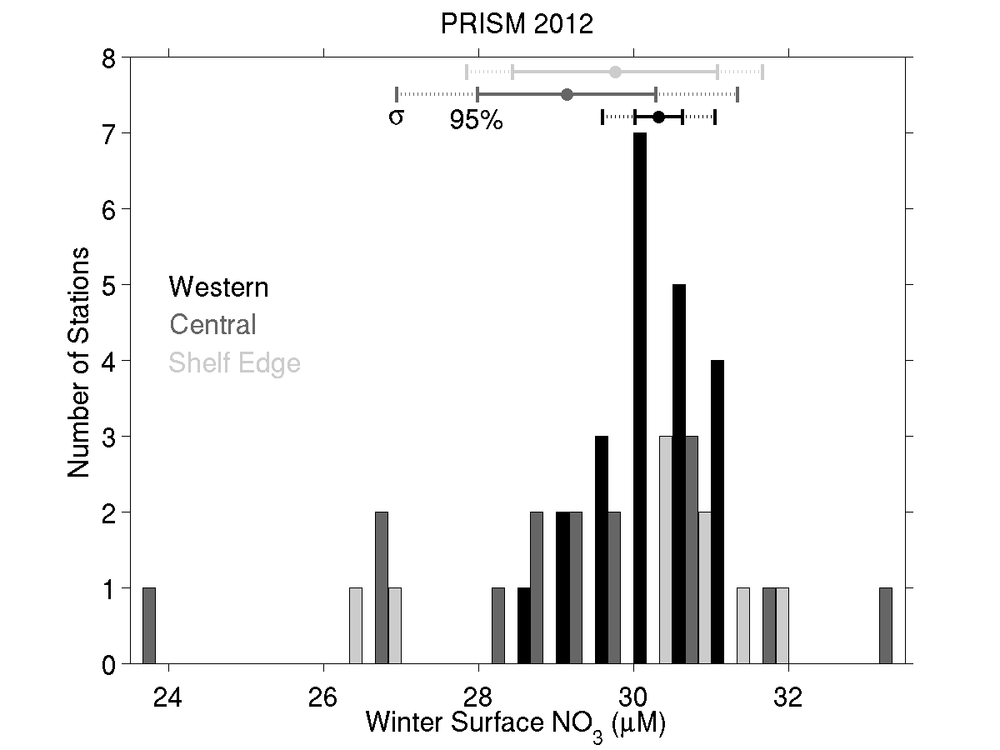 PRISM 2012
8
7
6
5
4
3
2
1
0
Number of Stations
σ 95%
Western
Central
Shelf Edge
24 26 28 30 32
Winter Surface NO3 (μM)